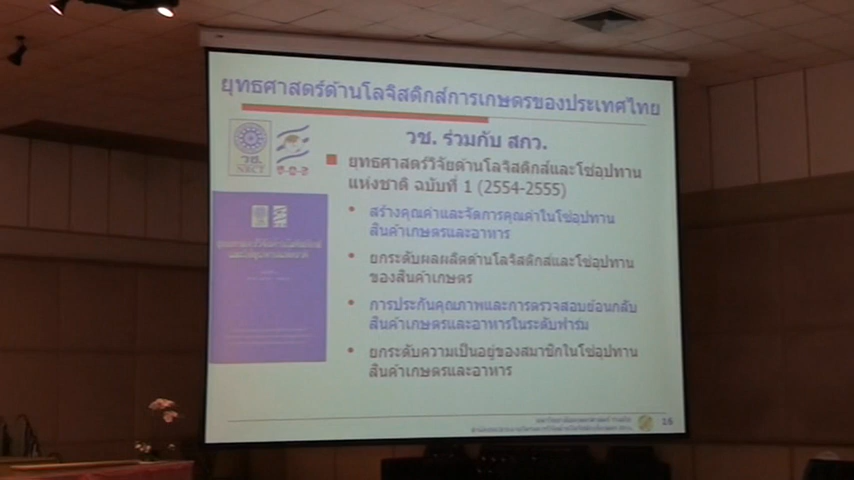 ยุทธศาสตร์ด้านโลจิสติกส์การเกษตรของประเทศไทย
วช. ร่วมกับ สกว.
วช.
NRCT
ยุทธศาสตร์วิจัยด้านโลจิสติกส์และโซ่อุปทาน
แห่งชาติ ฉบับที่ 1 (2554-2555)
• สร้างคุณค่าและจัดการคุณค่าในโซ่อุปทาน
สินค้าเกษตรและอาหาร
• ยกระดับผลผลิตด้านโลจิสติกส์และโซ่อุปทาน
ของสินค้าเกษตร
• การประกันคุณภาพและการตรวจสอบย้อนกลับ
สินค้าเกษตรและอาหารในระดับฟาร์ม
• ยกระดับความเป็นอยู่ของสมาชิกในโซ่อุปทาน
สินค้าเกษตรและอาหาร
16